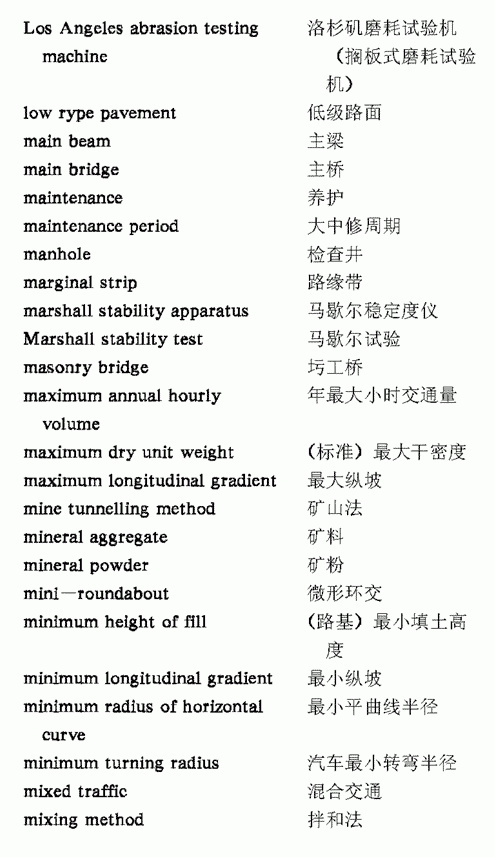 Los Angeles abrasion testing 洛杉矶磨耗试验机
machine （搁板式磨耗试验
机）
low rype pavement 低级路面
main beam 主梁
main bridge 主桥
maintenance 养护
maintenance period 大中修周期
manhole 检查井
marginal strip 路缘带
marshall stability apparatus 马歇尔稳定度仪
Marshall stability test 马歇尔试验
masonry bridge 圬工桥
maximum annual hourly 年最大小时交通量
volume
maximum dry unit weight （标准）最大干密度
maximum longitudinal gradient 最大纵坡
mine tunnelling method 矿山法
mineral aggregate 矿料
mineral powder 矿粉
mini—roundabout 微形环交
minimum height of fill （路基）最小填土高
度
minimum longitudinal gradient 最小纵坡
minimum radius of horizontal 最小平曲线半径
curve
minimum turning radius 汽车最小转弯半径
mixed traffic 混合交通
mixing method 拌和法